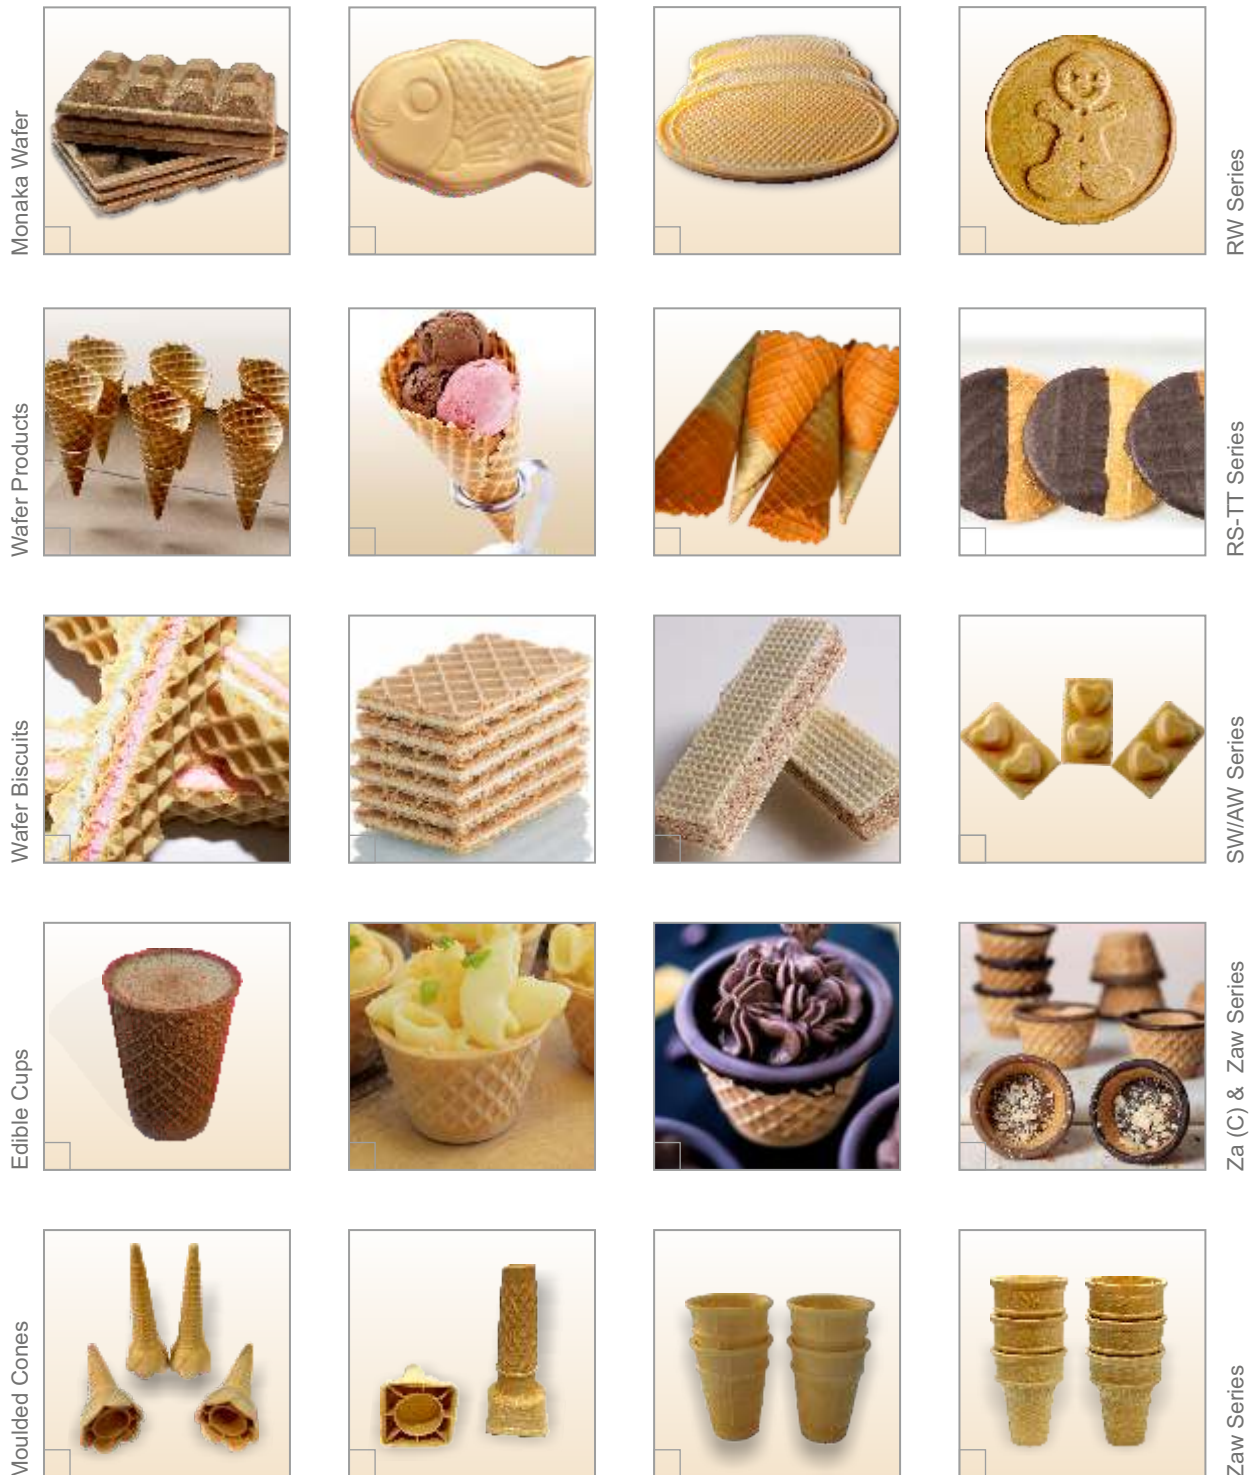 Monaka Wafer
RW Series
Wafer Products
RS-TT Series
Wafer Biscuits
SW/AW Series
Edible Cups
Za (C) & Zaw Series
Moulded Cones
Zaw Series